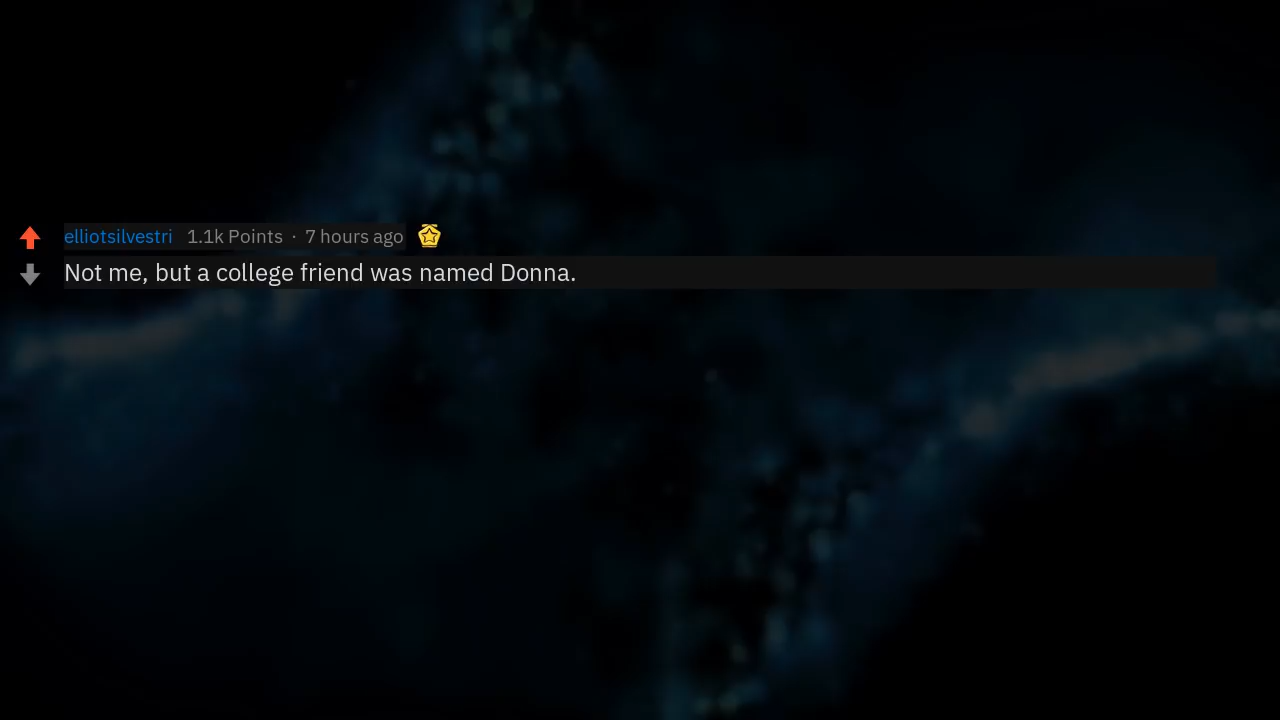 elliotsilvestri 1.1k Points · 7 hours ago
Not me, but a college friend was named Donna.